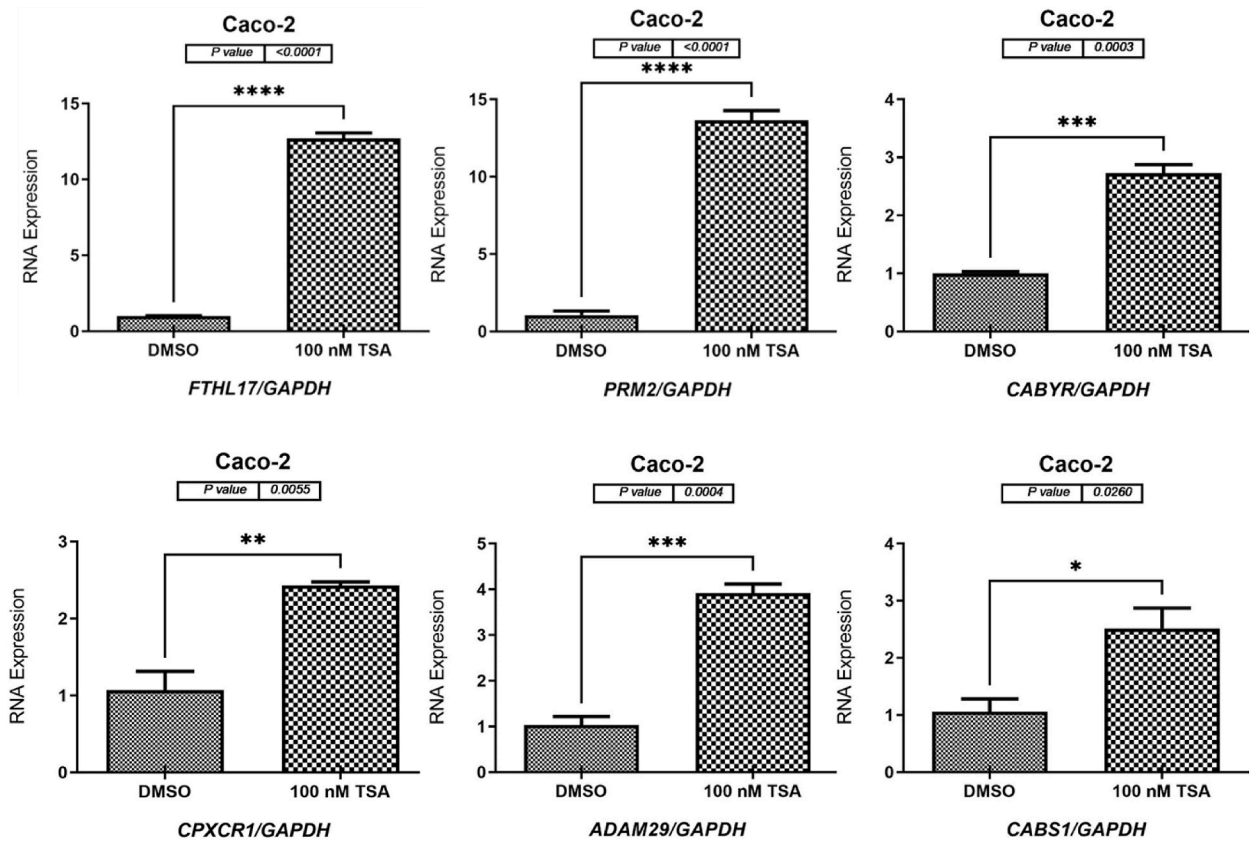 Caco-2
P value <0.0001
****
RNA Expression
15
10
5
0
DMSO 100 nM TSA
FTHL17/GAPDH
Caco-2
P value <0.0001
****
RNA Expression
15
10
5
0
DMSO 100 nM TSA
PRM2/GAPDH
Caco-2
P value 0.0003
***
RNA Expression
4
3
2
1
0
DMSO 100 nM TSA
CABYR/GAPDH
Caco-2
P value 0.0055
**
RNA Expression
3
2
1
0
DMSO 100 nM TSA
CPXCR1/GAPDH
Caco-2
P value 0.0004
***
RNA Expression
5
4
3
2
1
0
DMSO 100 nM TSA
ADAM29/GAPDH
Caco-2
P value 0.0260
*
RNA Expression
4
3
2
1
0
DMSO 100 nM TSA
CABS1/GAPDH